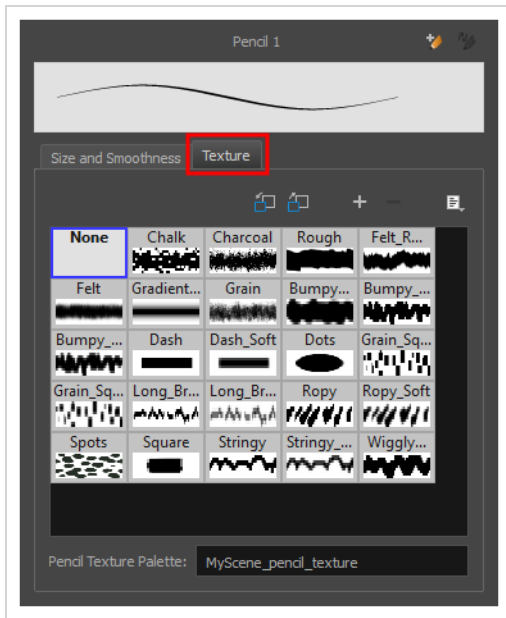 Pencil 1
Size and Smoothness Texture
None Chalk Charcoal Rough Felt_R...
Felt Gradient... Grain Bumpy... Bumpy_...
Bumpy_... Dash Dash_Soft Dots Grain_Sq...
Grain_Sq... Long_Br... Long_Br... Ropy Ropy_Soft
Spots Square Stringy Stringy_... Wiggly...
Pencil Texture Palette: MyScene_pencil_texture